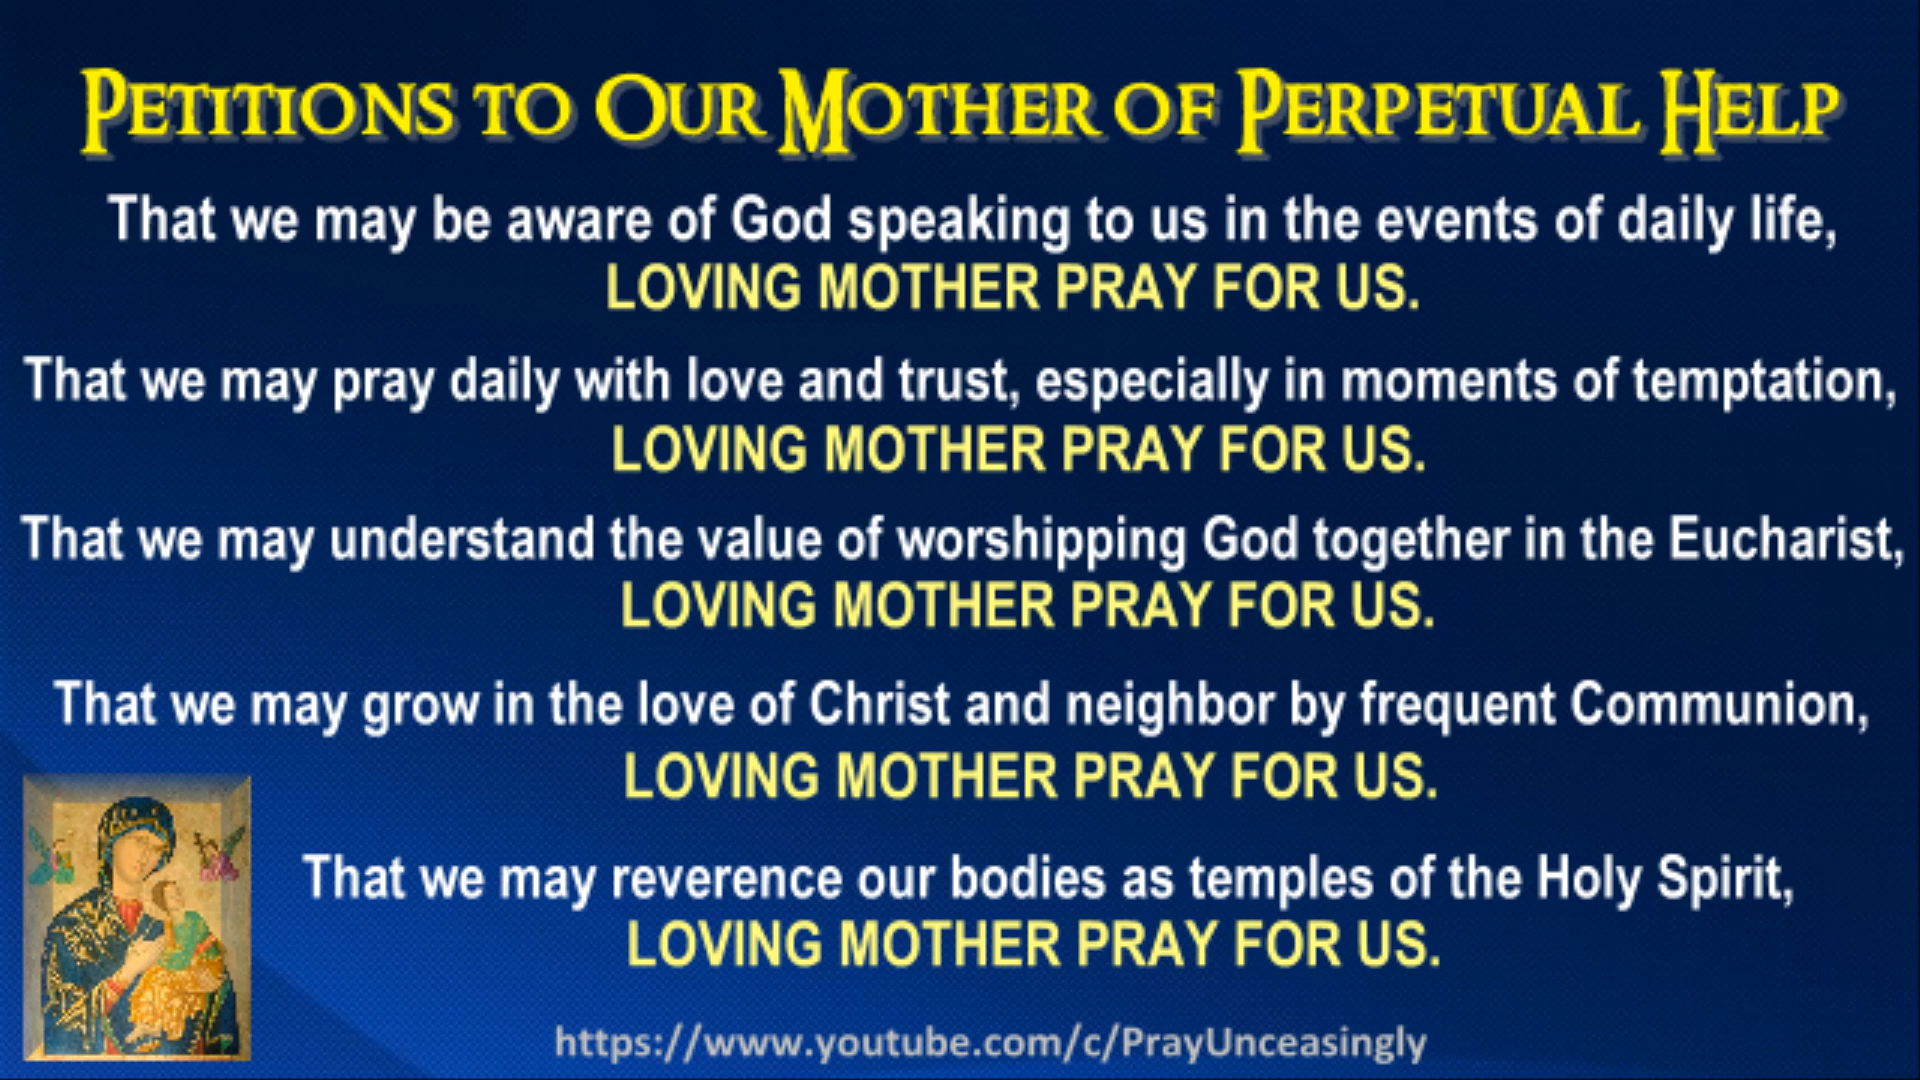 PETITIONS TO OUR MOTHER OF PERPETUAL HELP
That we may be aware of God speaking to us in the events of daily life,
LOVING MOTHER PRAY FOR US.
That we may pray daily with love and trust, especially in moments of temptation,
LOVING MOTHER PRAY FOR US.
That we may understand the value of worshipping God together in the Eucharist,
LOVING MOTHER PRAY FOR US.
That we may grow in the love of Christ and neighbor by frequent Communion,
LOVING MOTHER PRAY FOR US.
That we may reverence our bodies as temples of the Holy Spirit,
LOVING MOTHER PRAY FOR US.
https://www.youtube.com/c/PrayUnceasingly